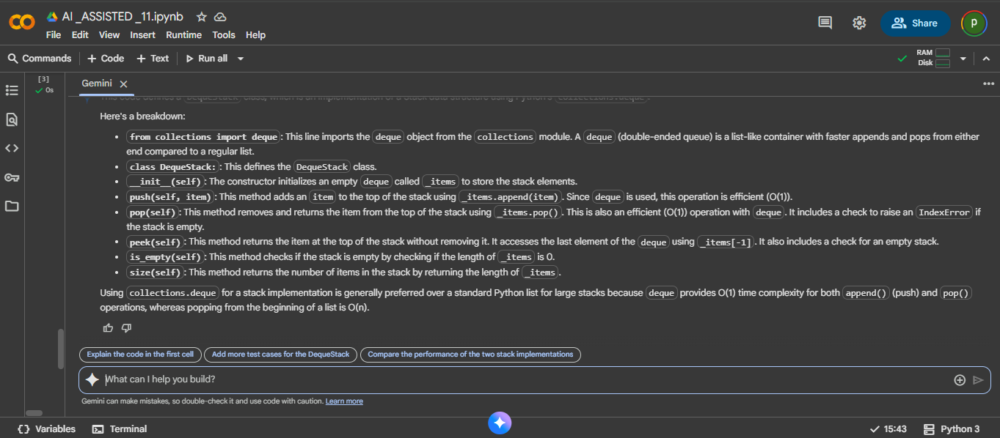 AI _ASSISTED _11.ipynb
File Edit View Insert Runtime Tools Help
Share
p
Commands + Code + Text Run all
RAM
Disk
[3]
0s
Gemini
This code defines a DequeStack class, which is an implementation of a stack data structure using Python's collections.deque.
Here's a breakdown:
• from collections import deque: This line imports the deque object from the collections module. A deque (double-ended queue) is a list-like container with faster appends and pops from either
end compared to a regular list.
• class DequeStack:: This defines the DequeStack class.
• __init__(self): The constructor initializes an empty deque called _items to store the stack elements.
• push(self, item): This method adds an item to the top of the stack using _items.append(item). Since deque is used, this operation is efficient (O(1)).
• pop(self): This method removes and returns the item from the top of the stack using _items.pop(). This is also an efficient (O(1)) operation with deque. It includes a check to raise an IndexError if
the stack is empty.
• peek(self): This method returns the item at the top of the stack without removing it. It accesses the last element of the deque using _items[-1]. It also includes a check for an empty stack.
• is_empty(self): This method checks if the stack is empty by checking if the length of _items is 0.
• size(self): This method returns the number of items in the stack by returning the length of _items.
Using collections.deque for a stack implementation is generally preferred over a standard Python list for large stacks because deque provides O(1) time complexity for both append() (push) and pop()
operations, whereas popping from the beginning of a list is O(n).
Explain the code in the first cell Add more test cases for the DequeStack Compare the performance of the two stack implementations
What can I help you build?
Gemini can make mistakes, so double-check it and use code with caution. Learn more
Variables Terminal
15:43 Python 3